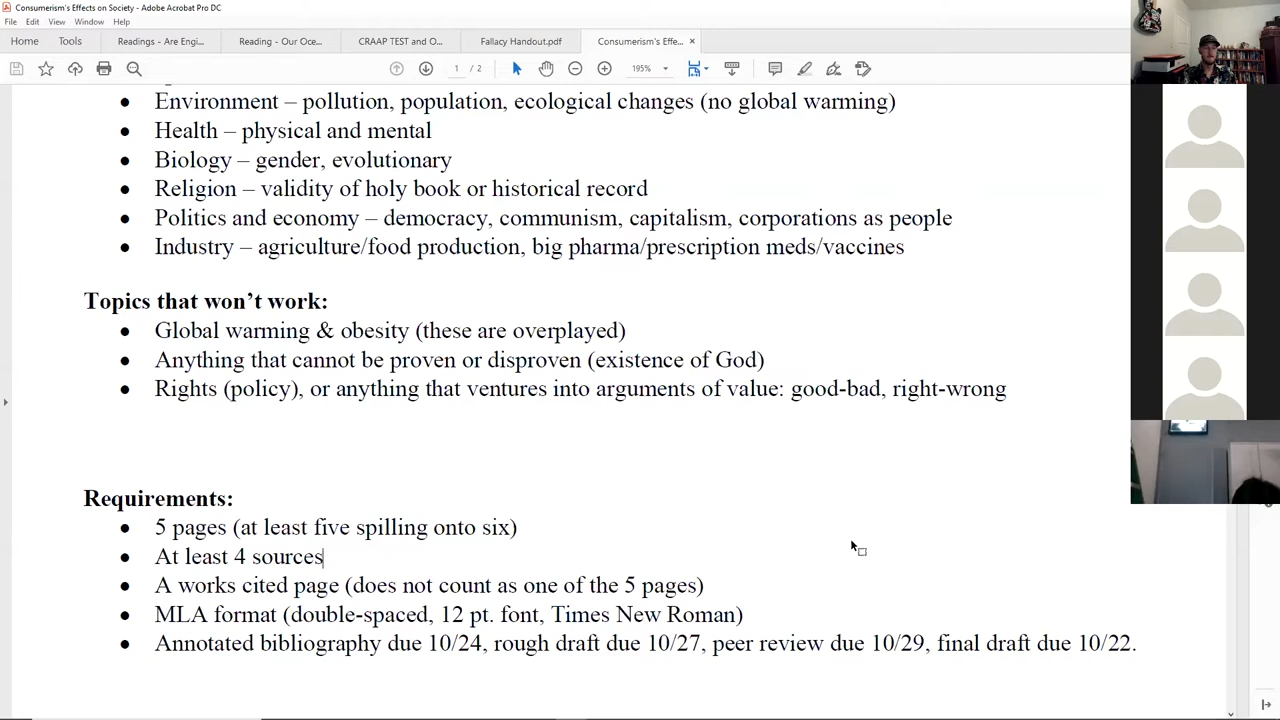 Consumerism's Effects on Society - Adobe Acrobat Pro DC
File Edit View Window Help
Home Tools Readings - Are Engi... Reading - Our Oce... CRAAP TEST and O... Fallacy Handout.pdf Consumerism's Effe... ×
1 / 2 195%
• Environment – pollution, population, ecological changes (no global warming)
• Health – physical and mental
• Biology – gender, evolutionary
• Religion – validity of holy book or historical record
• Politics and economy – democracy, communism, capitalism, corporations as people
• Industry – agriculture/food production, big pharma/prescription meds/vaccines
Topics that won't work:
• Global warming & obesity (these are overplayed)
• Anything that cannot be proven or disproven (existence of God)
• Rights (policy), or anything that ventures into arguments of value: good-bad, right-wrong
Requirements:
• 5 pages (at least five spilling onto six)
• At least 4 sources
• A works cited page (does not count as one of the 5 pages)
• MLA format (double-spaced, 12 pt. font, Times New Roman)
• Annotated bibliography due 10/24, rough draft due 10/27, peer review due 10/29, final draft due 10/22.